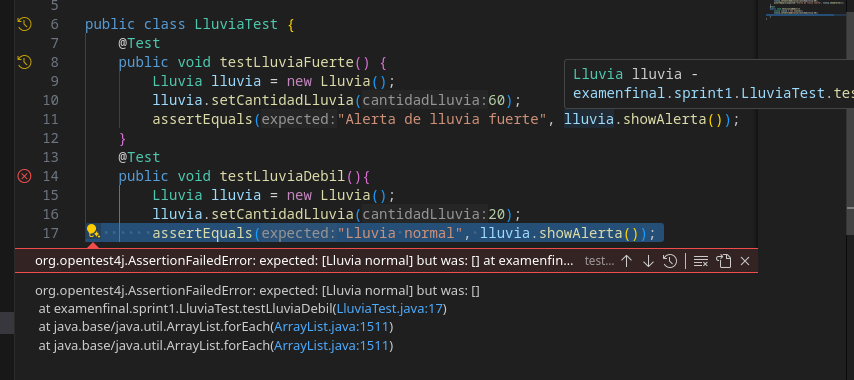 5
6 public class LluviaTest {
7 @Test
8 public void testLluviaFuerte() {
9 Lluvia lluvia = new Lluvia();
Lluvia lluvia -
10 lluvia.setCantidadLluvia(cantidadLluvia:60);
examenfinal.sprint1.LluviaTest.tes
11 assertEquals(expected:"Alerta de lluvia fuerte", lluvia.showAlerta());
12 }
13 @Test
14 public void testLluviaDebil(){
15 Lluvia lluvia = new Lluvia();
16 lluvia.setCantidadLluvia(cantidadLluvia:20);
17 assertEquals(expected:"Lluvia normal", lluvia.showAlerta());
org.opentest4j.AssertionFailedError: expected: [Lluvia normal] but was: [] at examenfin... test...
org.opentest4j.AssertionFailedError: expected: [Lluvia normal] but was: []
at examenfinal.sprint1.LluviaTest.testLluviaDebil(LluviaTest.java:17)
at java.base/java.util.ArrayList.forEach(ArrayList.java:1511)
at java.base/java.util.ArrayList.forEach(ArrayList.java:1511)